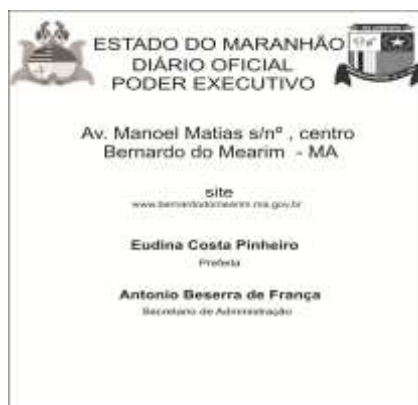 ESTADO DO MARANHÃO
DIÁRIO OFICIAL
PODER EXECUTIVO
Av. Manoel Matias s/nº , centro
Bernardo do Mearim - MA
site
www.bernardodomearim.ma.gov.br
Eudina Costa Pinheiro
Prefeita
Antonio Beserra de França
Secretario de Administração